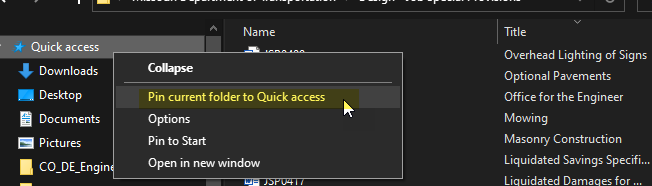 Quick access
Downloads
Desktop
Documents
Pictures
CO_DE_Engine
Collapse
Pin current folder to Quick access
Options
Pin to Start
Open in new window
Name
Title
Overhead Lighting of Signs
Optional Pavements
Office for the Engineer
Mowing
Masonry Construction
Liquidated Savings Specifi...
JSP0417
Liquidated Damages for ...